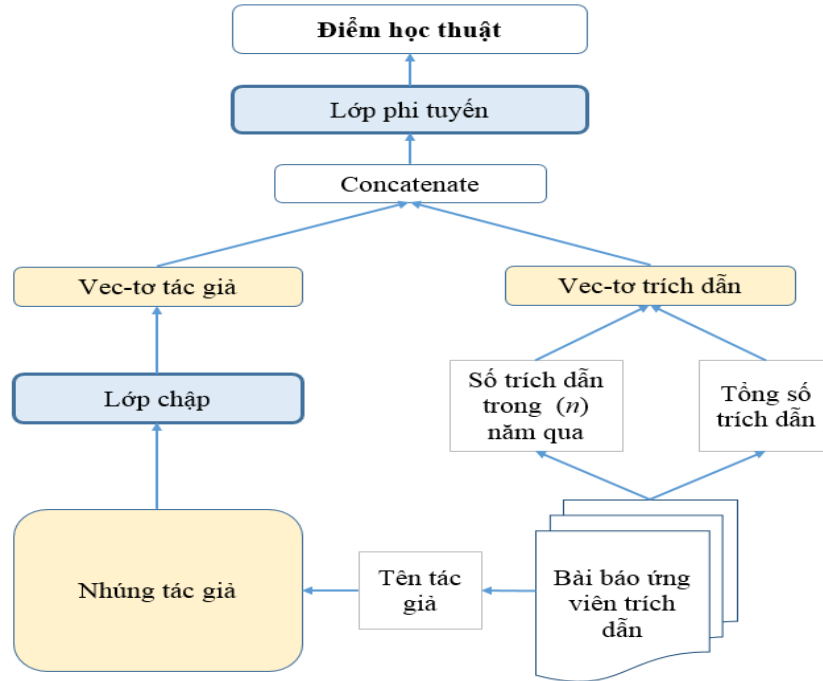 Điểm học thuật
Lớp phi tuyến
Concatenate
Vec-tơ tác giả
Vec-tơ trích dẫn
Lớp chập
Số trích dẫn
trong (n)
năm qua
Tổng số
trích dẫn
Nhúng tác giả
Tên tác
giả
Bài báo ứng
viên trích
dẫn